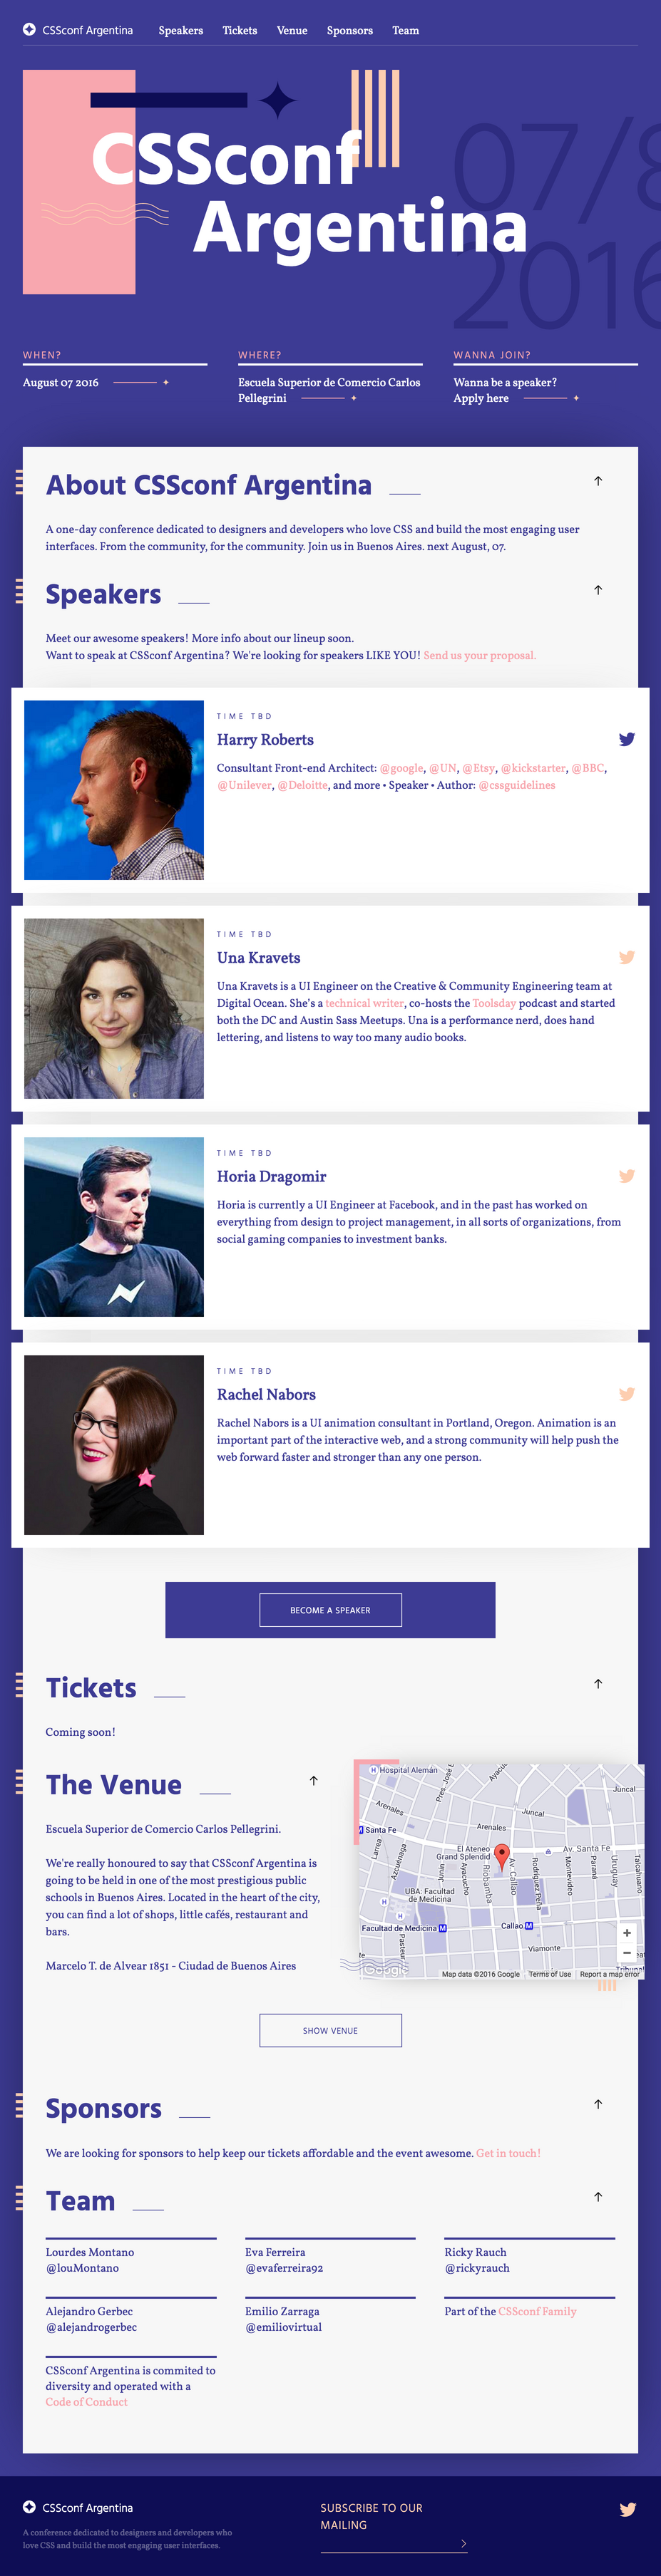 CSSconf Argentina Speakers Tickets Venue Sponsors Team
07/8
2016
CSSconf
Argentina
WHEN?
August 07 2016
WHERE?
Escuela Superior de Comercio Carlos
Pellegrini
WANNA JOIN?
Wanna be a speaker?
Apply here
About CSSconf Argentina
A one-day conference dedicated to designers and developers who love CSS and build the most engaging user
interfaces. From the community, for the community. Join us in Buenos Aires. next August, 07.
Speakers
Meet our awesome speakers! More info about our lineup soon.
Want to speak at CSSconf Argentina? We're looking for speakers LIKE YOU! Send us your proposal.
TIME TBD
Harry Roberts
Consultant Front-end Architect: @google, @UN, @Etsy, @kickstarter, @BBC,
@Unilever, @Deloitte, and more • Speaker • Author: @cssguidelines
TIME TBD
Una Kravets
Una Kravets is a UI Engineer on the Creative & Community Engineering team at
Digital Ocean. She's a technical writer, co-hosts the Toolsday podcast and started
both the DC and Austin Sass Meetups. Una is a performance nerd, does hand
lettering, and listens to way too many audio books.
TIME TBD
Horia Dragomir
Horia is currently a UI Engineer at Facebook, and in the past has worked on
everything from design to project management, in all sorts of organizations, from
social gaming companies to investment banks.
TIME TBD
Rachel Nabors
Rachel Nabors is a UI animation consultant in Portland, Oregon. Animation is an
important part of the interactive web, and a strong community will help push the
web forward faster and stronger than any one person.
BECOME A SPEAKER
Tickets
Coming soon!
The Venue
Escuela Superior de Comercio Carlos Pellegrini.
We're really honoured to say that CSSconf Argentina is
going to be held in one of the most prestigious public
schools in Buenos Aires. Located in the heart of the city,
you can find a lot of shops, little cafés, restaurant and
bars.
Marcelo T. de Alvear 1851 - Ciudad de Buenos Aires
Hospital Alemán
Pres. José E
Ayacu
Juncal
Arenales
Juncal
Santa Fe
Arenales
Larrea
Azcuénaga
El Ateneo
Grand Splendid
Av. Santa Fe
Junín
Ayacucho
Riobamba
Av. Callao
Rodríguez Peña
Montevideo
Paraná
Uruguay
Talcahuano
UBA: Facultad
de Medicina
Facultad de Medicina
Callao
Pasteur
Viamonte
Google
Map data ©2016 Google Terms of Use Report a map error
SHOW VENUE
Sponsors
We are looking for sponsors to help keep our tickets affordable and the event awesome. Get in touch!
Team
Lourdes Montano
@louMontano
Eva Ferreira
@evaferreira92
Ricky Rauch
@rickyrauch
Alejandro Gerbec
@alejandrogerbec
Emilio Zarraga
@emiliovirtual
Part of the CSSconf Family
CSSconf Argentina is commited to
diversity and operated with a
Code of Conduct
CSSconf Argentina
A conference dedicated to designers and developers who
love CSS and build the most engaging user interfaces.
SUBSCRIBE TO OUR
MAILING